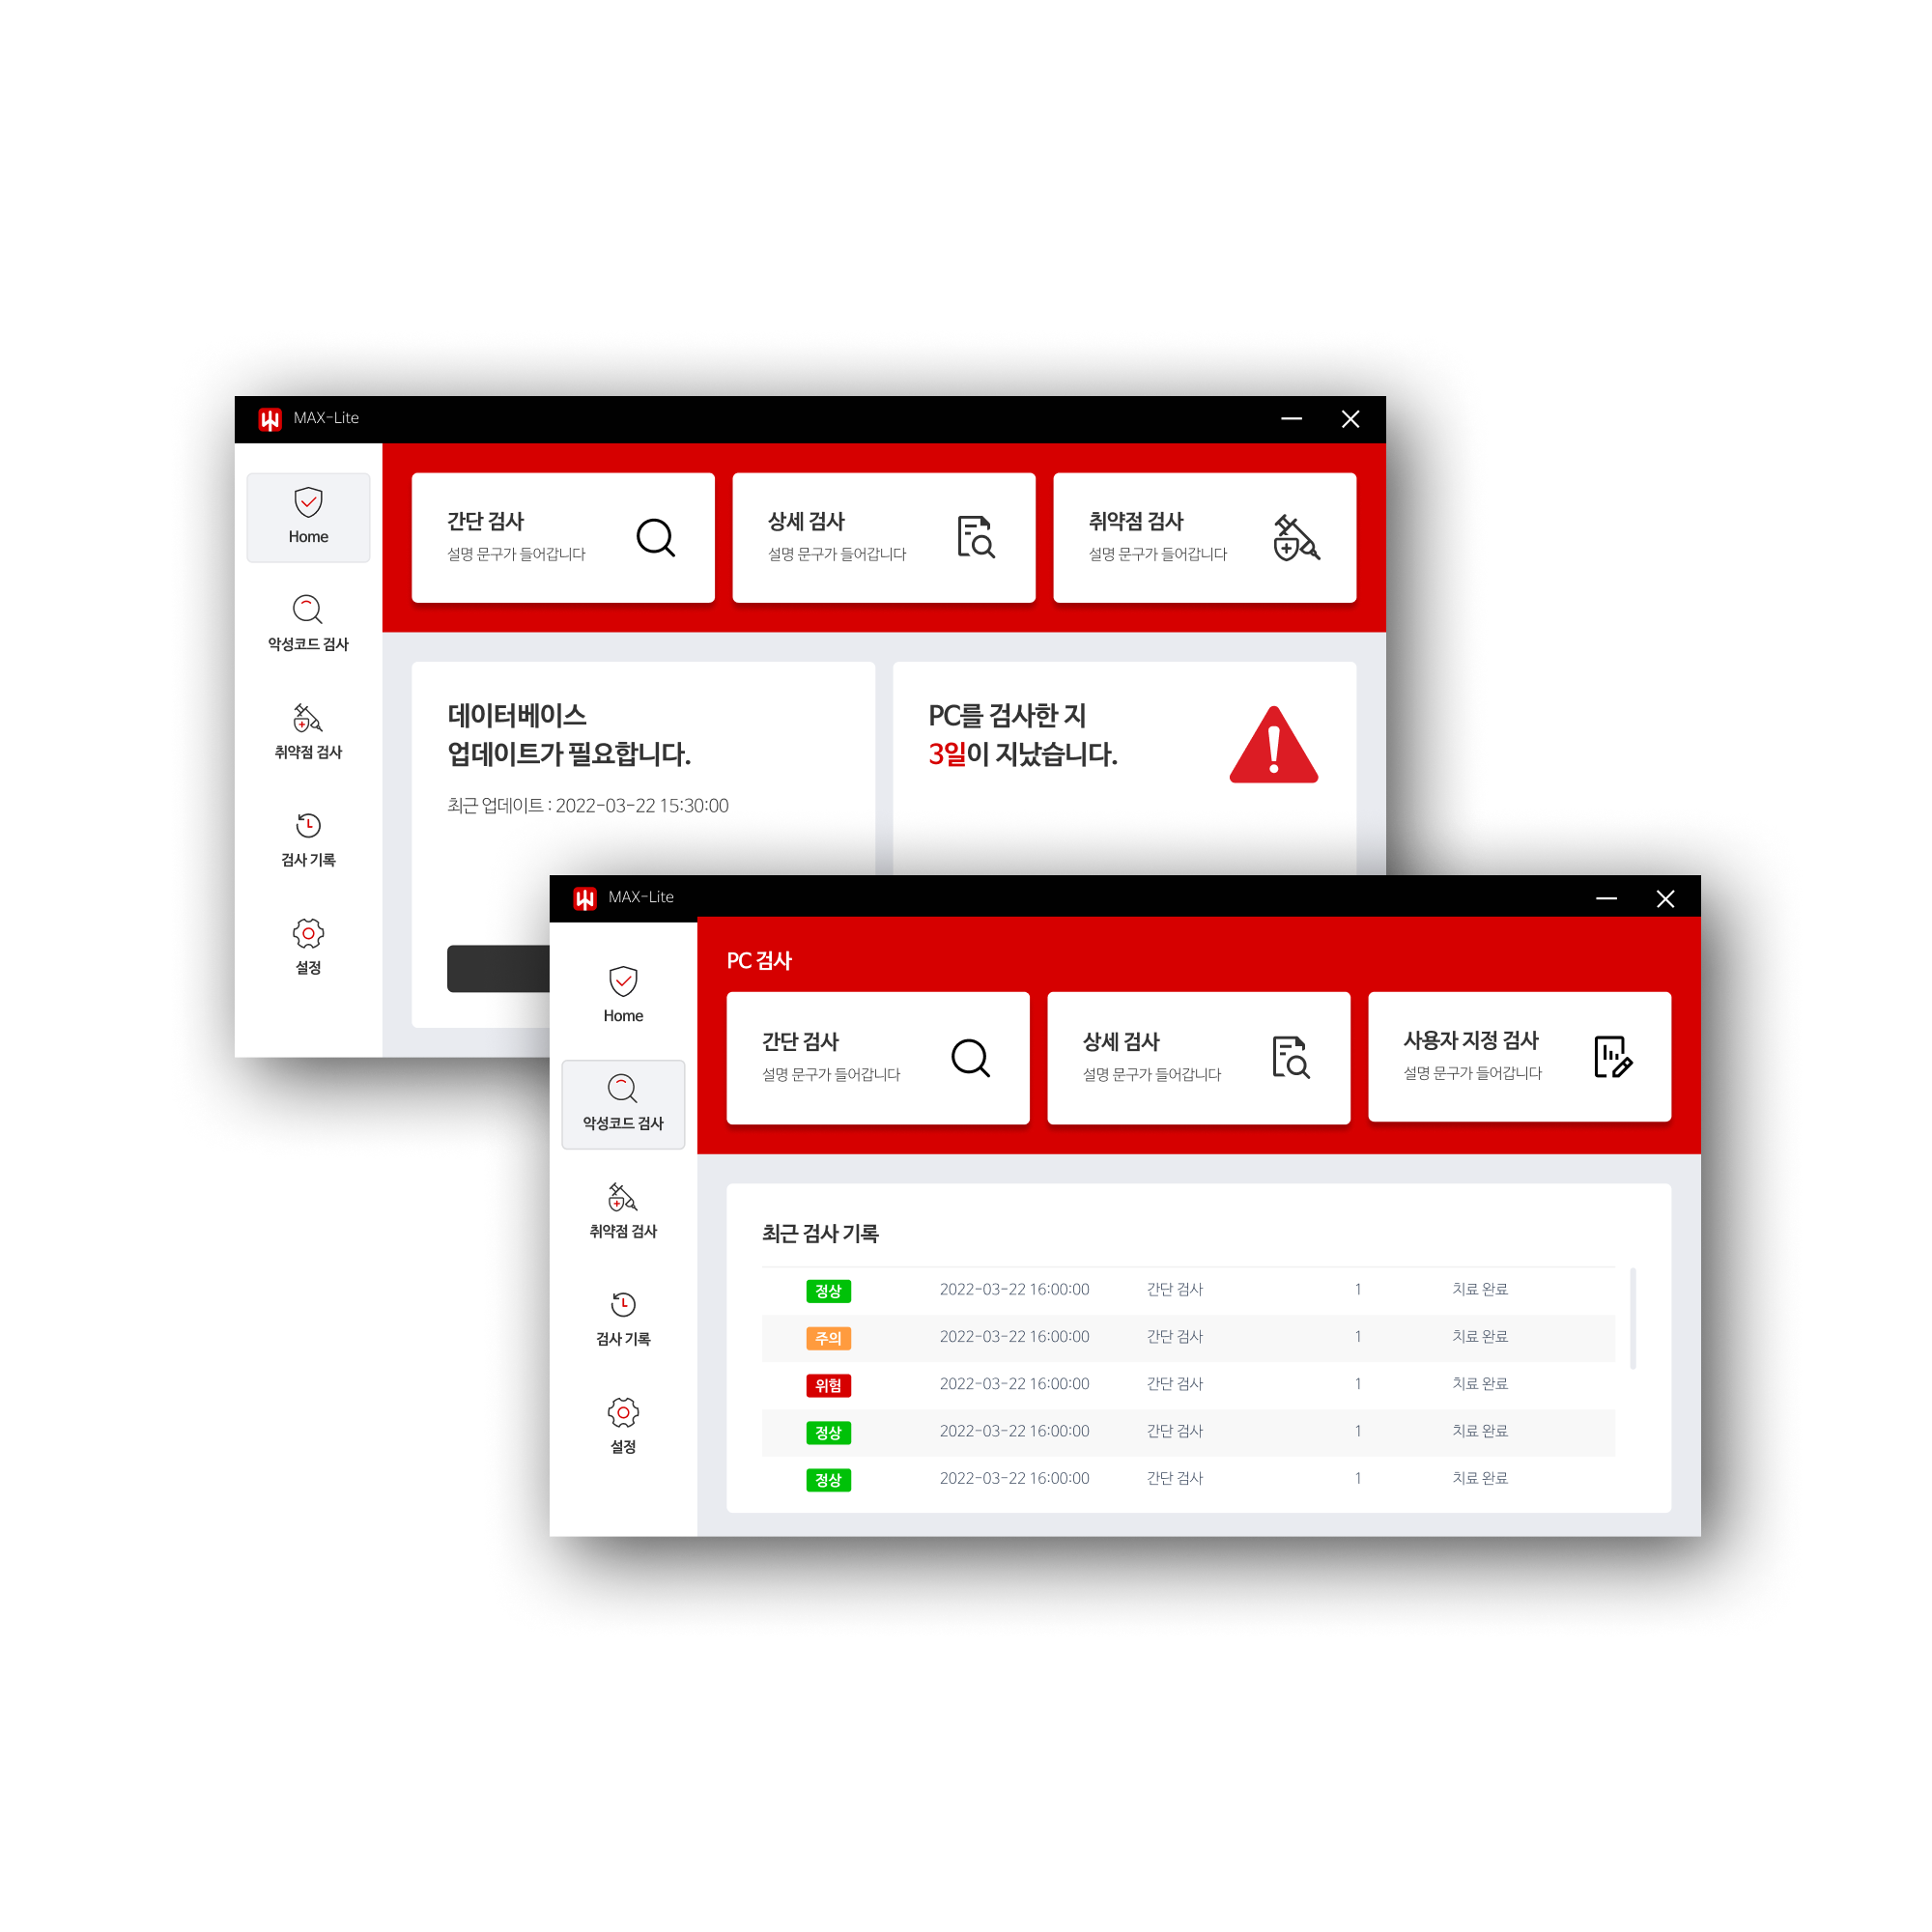 MAX-Lite
Home
악성코드 검사
취약점 검사
검사 기록
설정
간단 검사
설명 문구가 들어갑니다
상세 검사
설명 문구가 들어갑니다
취약점 검사
설명 문구가 들어갑니다
데이터베이스
업데이트가 필요합니다.
최근 업데이트 : 2022-03-22 15:30:00
PC를 검사한 지
3일이 지났습니다.
MAX-Lite
Home
악성코드 검사
취약점 검사
검사 기록
설정
PC 검사
간단 검사
설명 문구가 들어갑니다
상세 검사
설명 문구가 들어갑니다
사용자 지정 검사
설명 문구가 들어갑니다
최근 검사 기록
정상 2022-03-22 16:00:00 간단 검사 1 치료 완료
주의 2022-03-22 16:00:00 간단 검사 1 치료 완료
위험 2022-03-22 16:00:00 간단 검사 1 치료 완료
정상 2022-03-22 16:00:00 간단 검사 1 치료 완료
정상 2022-03-22 16:00:00 간단 검사 1 치료 완료